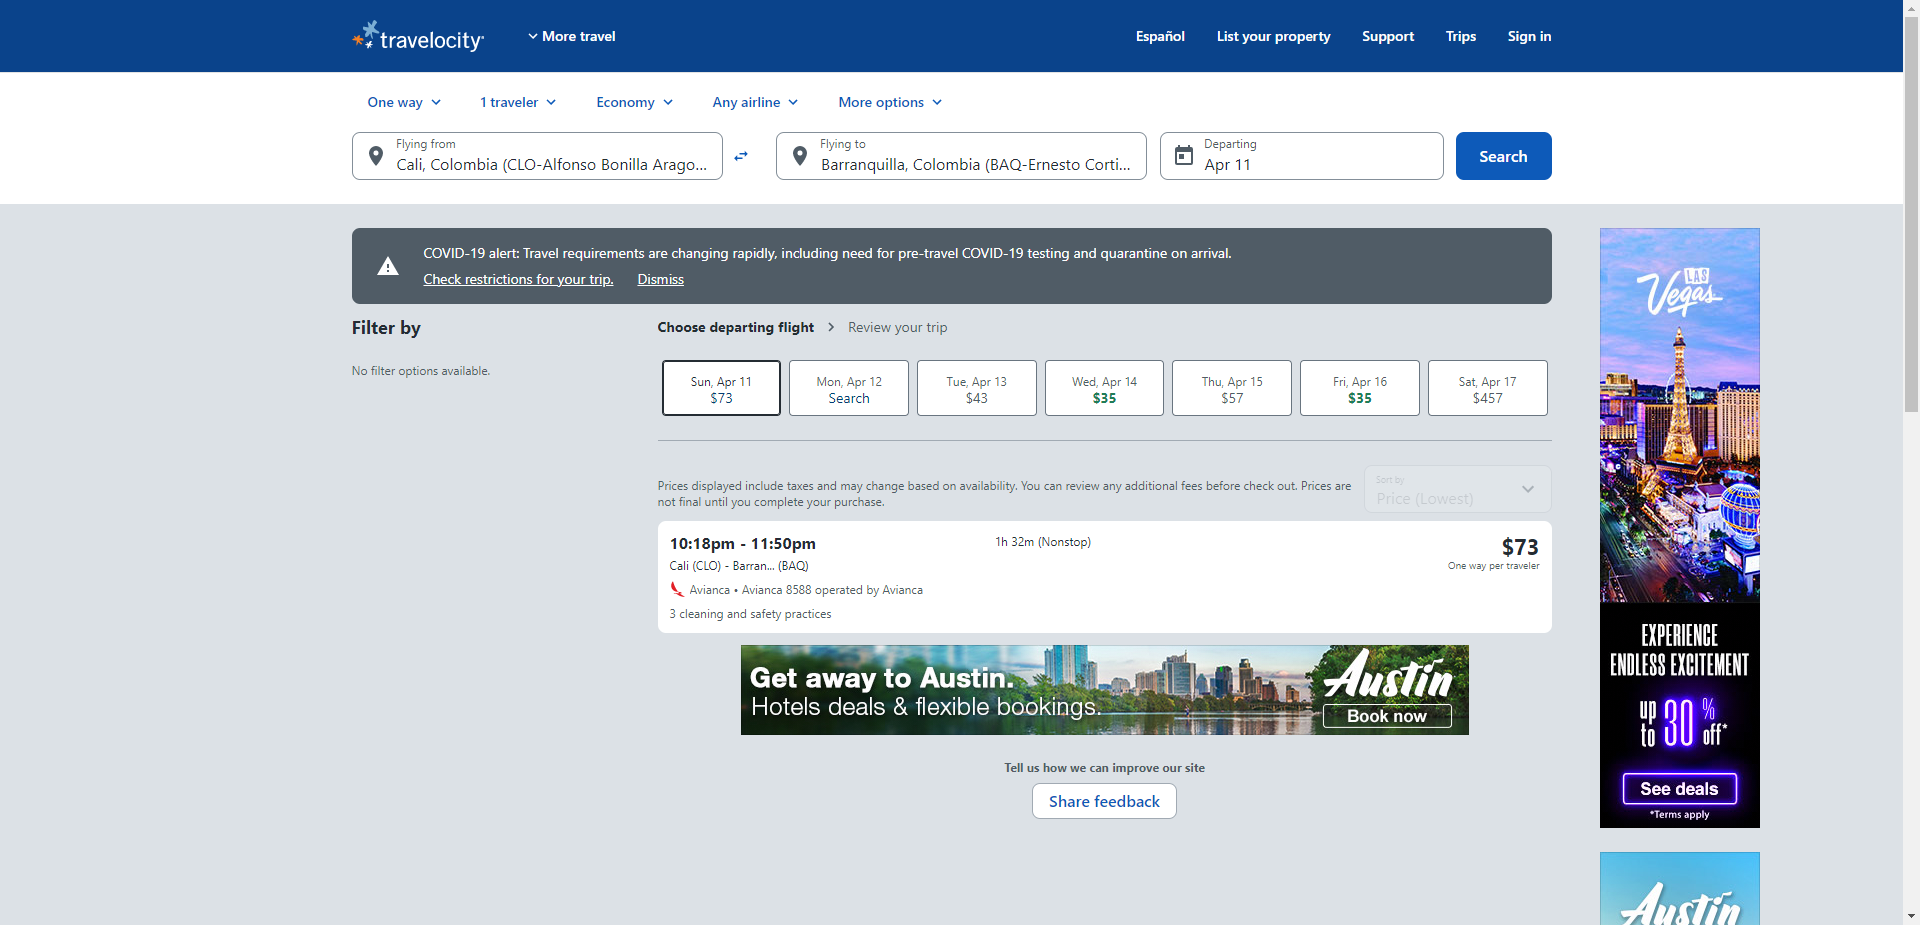 travelocity
More travel
Español
List your property
Support
Trips
Sign in
One way
1 traveler
Economy
Any airline
More options
Flying from
Cali, Colombia (CLO-Alfonso Bonilla Arago...
Flying to
Barranquilla, Colombia (BAQ-Ernesto Corti...
Departing
Apr 11
Search
COVID-19 alert: Travel requirements are changing rapidly, including need for pre-travel COVID-19 testing and quarantine on arrival.
Check restrictions for your trip.
Dismiss
Filter by
No filter options available.
Choose departing flight
Review your trip
Sun, Apr 11
$73
Mon, Apr 12
Search
Tue, Apr 13
$43
Wed, Apr 14
$35
Thu, Apr 15
$57
Fri, Apr 16
$35
Sat, Apr 17
$457
Prices displayed include taxes and may change based on availability. You can review any additional fees before check out. Prices are
not final until you complete your purchase.
Sort by
Price (Lowest)
10:18pm - 11:50pm
1h 32m (Nonstop)
$73
Cali (CLO) - Barran... (BAQ)
One way per traveler
Avianca • Avianca 8588 operated by Avianca
3 cleaning and safety practices
Get away to Austin.
Hotels deals & flexible bookings.
Austin
Book now
Tell us how we can improve our site
Share feedback
LAS
Vegas
EXPERIENCE
ENDLESS EXCITEMENT
up
to
30
%
off*
See deals
*Terms apply
Austin